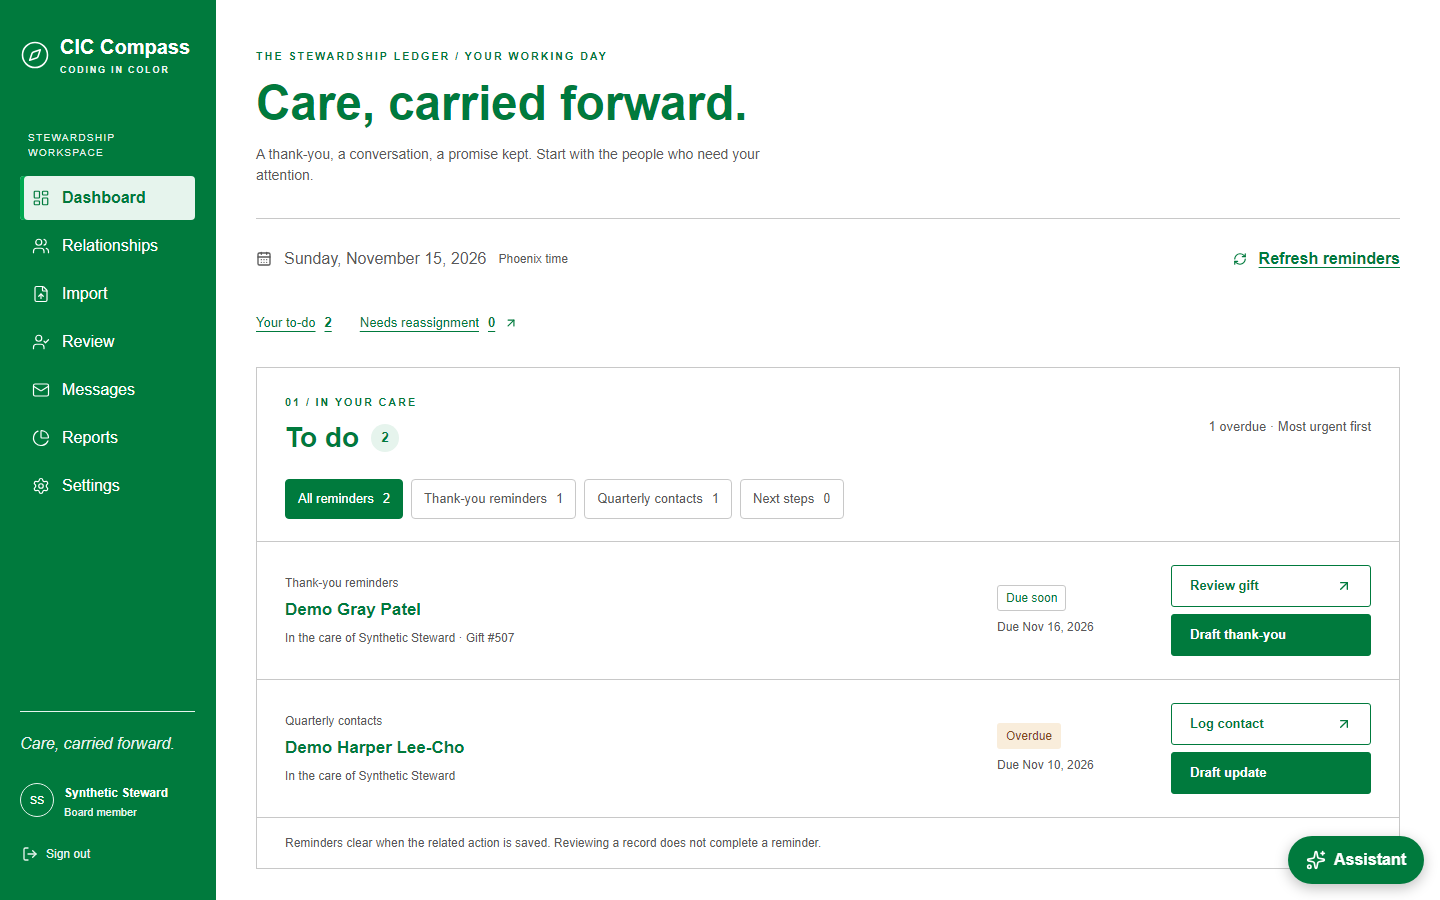 CIC Compass
CODING IN COLOR
STEWARDSHIP
WORKSPACE
Dashboard
Relationships
Import
Review
Messages
Reports
Settings
Care, carried forward.
SS
Synthetic Steward
Board member
Sign out
THE STEWARDSHIP LEDGER / YOUR WORKING DAY
Care, carried forward.
A thank-you, a conversation, a promise kept. Start with the people who need your
attention.
Sunday, November 15, 2026 Phoenix time
Refresh reminders
Your to-do 2 Needs reassignment 0
01 / IN YOUR CARE
To do 2
1 overdue · Most urgent first
All reminders 2 Thank-you reminders 1 Quarterly contacts 1 Next steps 0
Thank-you reminders
Demo Gray Patel
In the care of Synthetic Steward · Gift #507
Due soon
Due Nov 16, 2026
Review gift
Draft thank-you
Quarterly contacts
Demo Harper Lee-Cho
In the care of Synthetic Steward
Overdue
Due Nov 10, 2026
Log contact
Draft update
Reminders clear when the related action is saved. Reviewing a record does not complete a reminder.
Assistant